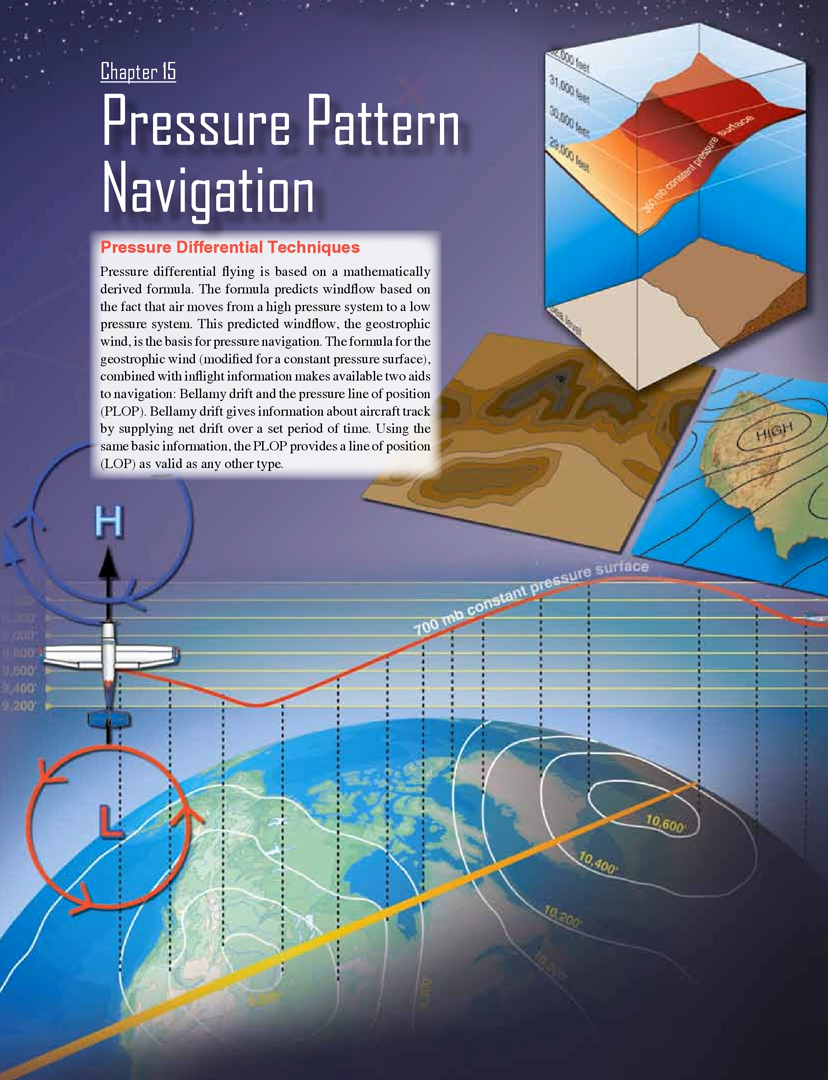 Chapter 15
Pressure Pattern
Navigation
Pressure Differential Techniques
Pressure differential flying is based on a mathematically
derived formula. The formula predicts windflow based on
the fact that air moves from a high pressure system to a low
pressure system. This predicted windflow, the geostrophic
wind, is the basis for pressure navigation. The formula for the
geostrophic wind (modified for a constant pressure surface),
combined with inflight information makes available two aids
to navigation: Bellamy drift and the pressure line of position
(PLOP). Bellamy drift gives information about aircraft track
by supplying net drift over a set period of time. Using the
same basic information, the PLOP provides a line of position
(LOP) as valid as any other type.
feet
31,000 feet
30,000 feet
29,000 feet
360 mb constant pressure surface
sea level
HIGH
H
700 mb constant pressure surface
9,600'
9,400'
9,200'
L
10,600'
10,400'
10,200'